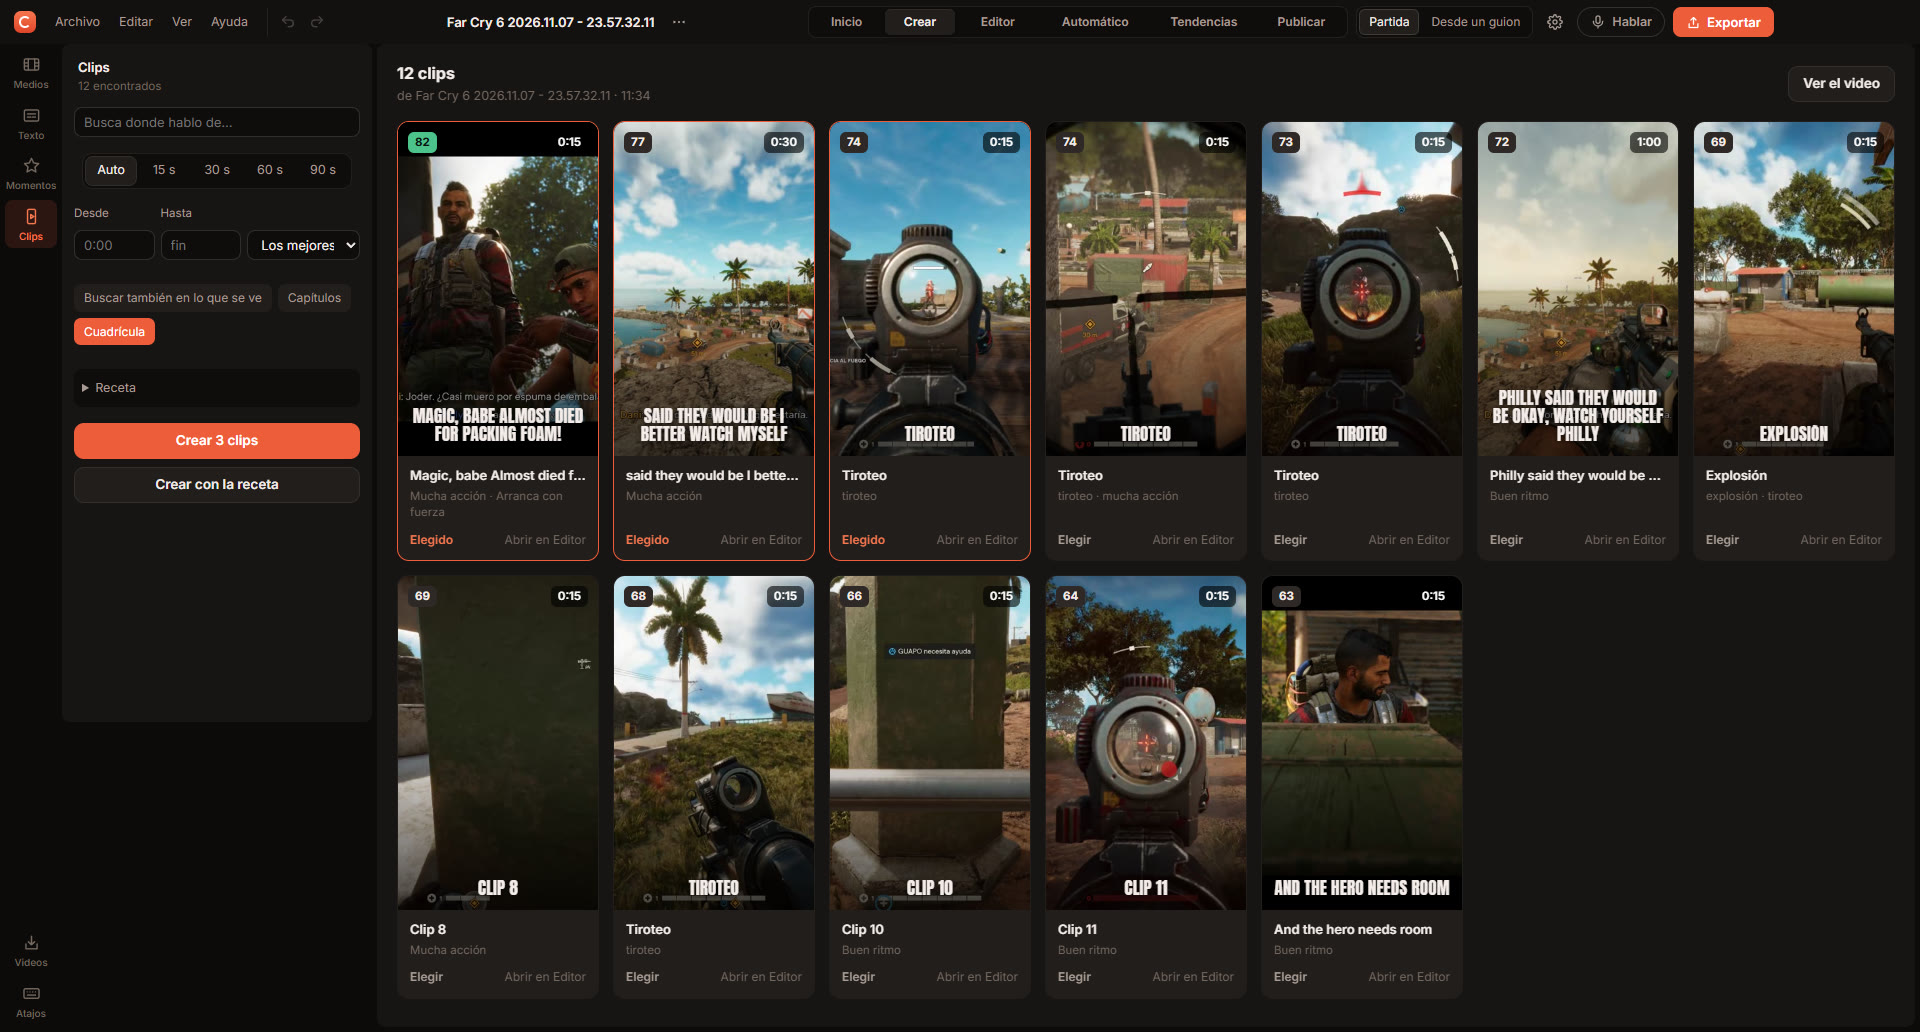 Archivo Editar Ver Ayuda
Far Cry 6 2026.11.07 - 23.57.32.11
Inicio Crear Editor Automático Tendencias Publicar
Partida Desde un guion
Hablar
Exportar
Medios
Texto
Momentos
Clips
Videos
Atajos
Clips
12 encontrados
Busca donde hablo de...
Auto 15 s 30 s 60 s 90 s
Desde Hasta
0:00 fin Los mejores
Buscar también en lo que se ve Capítulos
Cuadrícula
Receta
Crear 3 clips
Crear con la receta
12 clips
de Far Cry 6 2026.11.07 - 23.57.32.11 · 11:34
Ver el video
82 0:15
Joder. ¿Casi muero por espuma de embal
MAGIC, BABE ALMOST DIED
FOR PACKING FOAM!
Magic, babe Almost died f...
Mucha acción · Arranca con
fuerza
Elegido Abrir en Editor
77 0:30
SAID THEY WOULD BE I
BETTER WATCH MYSELF
said they would be I bette...
Mucha acción
Elegido Abrir en Editor
74 0:15
CIA AL FUEGO
TIROTEO
Tiroteo
tiroteo
Elegido Abrir en Editor
74 0:15
TIROTEO
Tiroteo
tiroteo · mucha acción
Elegir Abrir en Editor
73 0:15
TIROTEO
Tiroteo
tiroteo
Elegir Abrir en Editor
72 1:00
PHILLY SAID THEY WOULD
BE OKAY, WATCH YOURSELF
PHILLY
Philly said they would be ...
Buen ritmo
Elegir Abrir en Editor
69 0:15
EXPLOSIÓN
Explosión
explosión · tiroteo
Elegir Abrir en Editor
69 0:15
CLIP 8
Clip 8
Mucha acción
Elegir Abrir en Editor
68 0:15
TIROTEO
Tiroteo
tiroteo
Elegir Abrir en Editor
66 0:15
GUAPO necesita ayuda
CLIP 10
Clip 10
Buen ritmo
Elegir Abrir en Editor
64 0:15
CLIP 11
Clip 11
Buen ritmo
Elegir Abrir en Editor
63 0:15
AND THE HERO NEEDS ROOM
And the hero needs room
Buen ritmo
Elegir Abrir en Editor